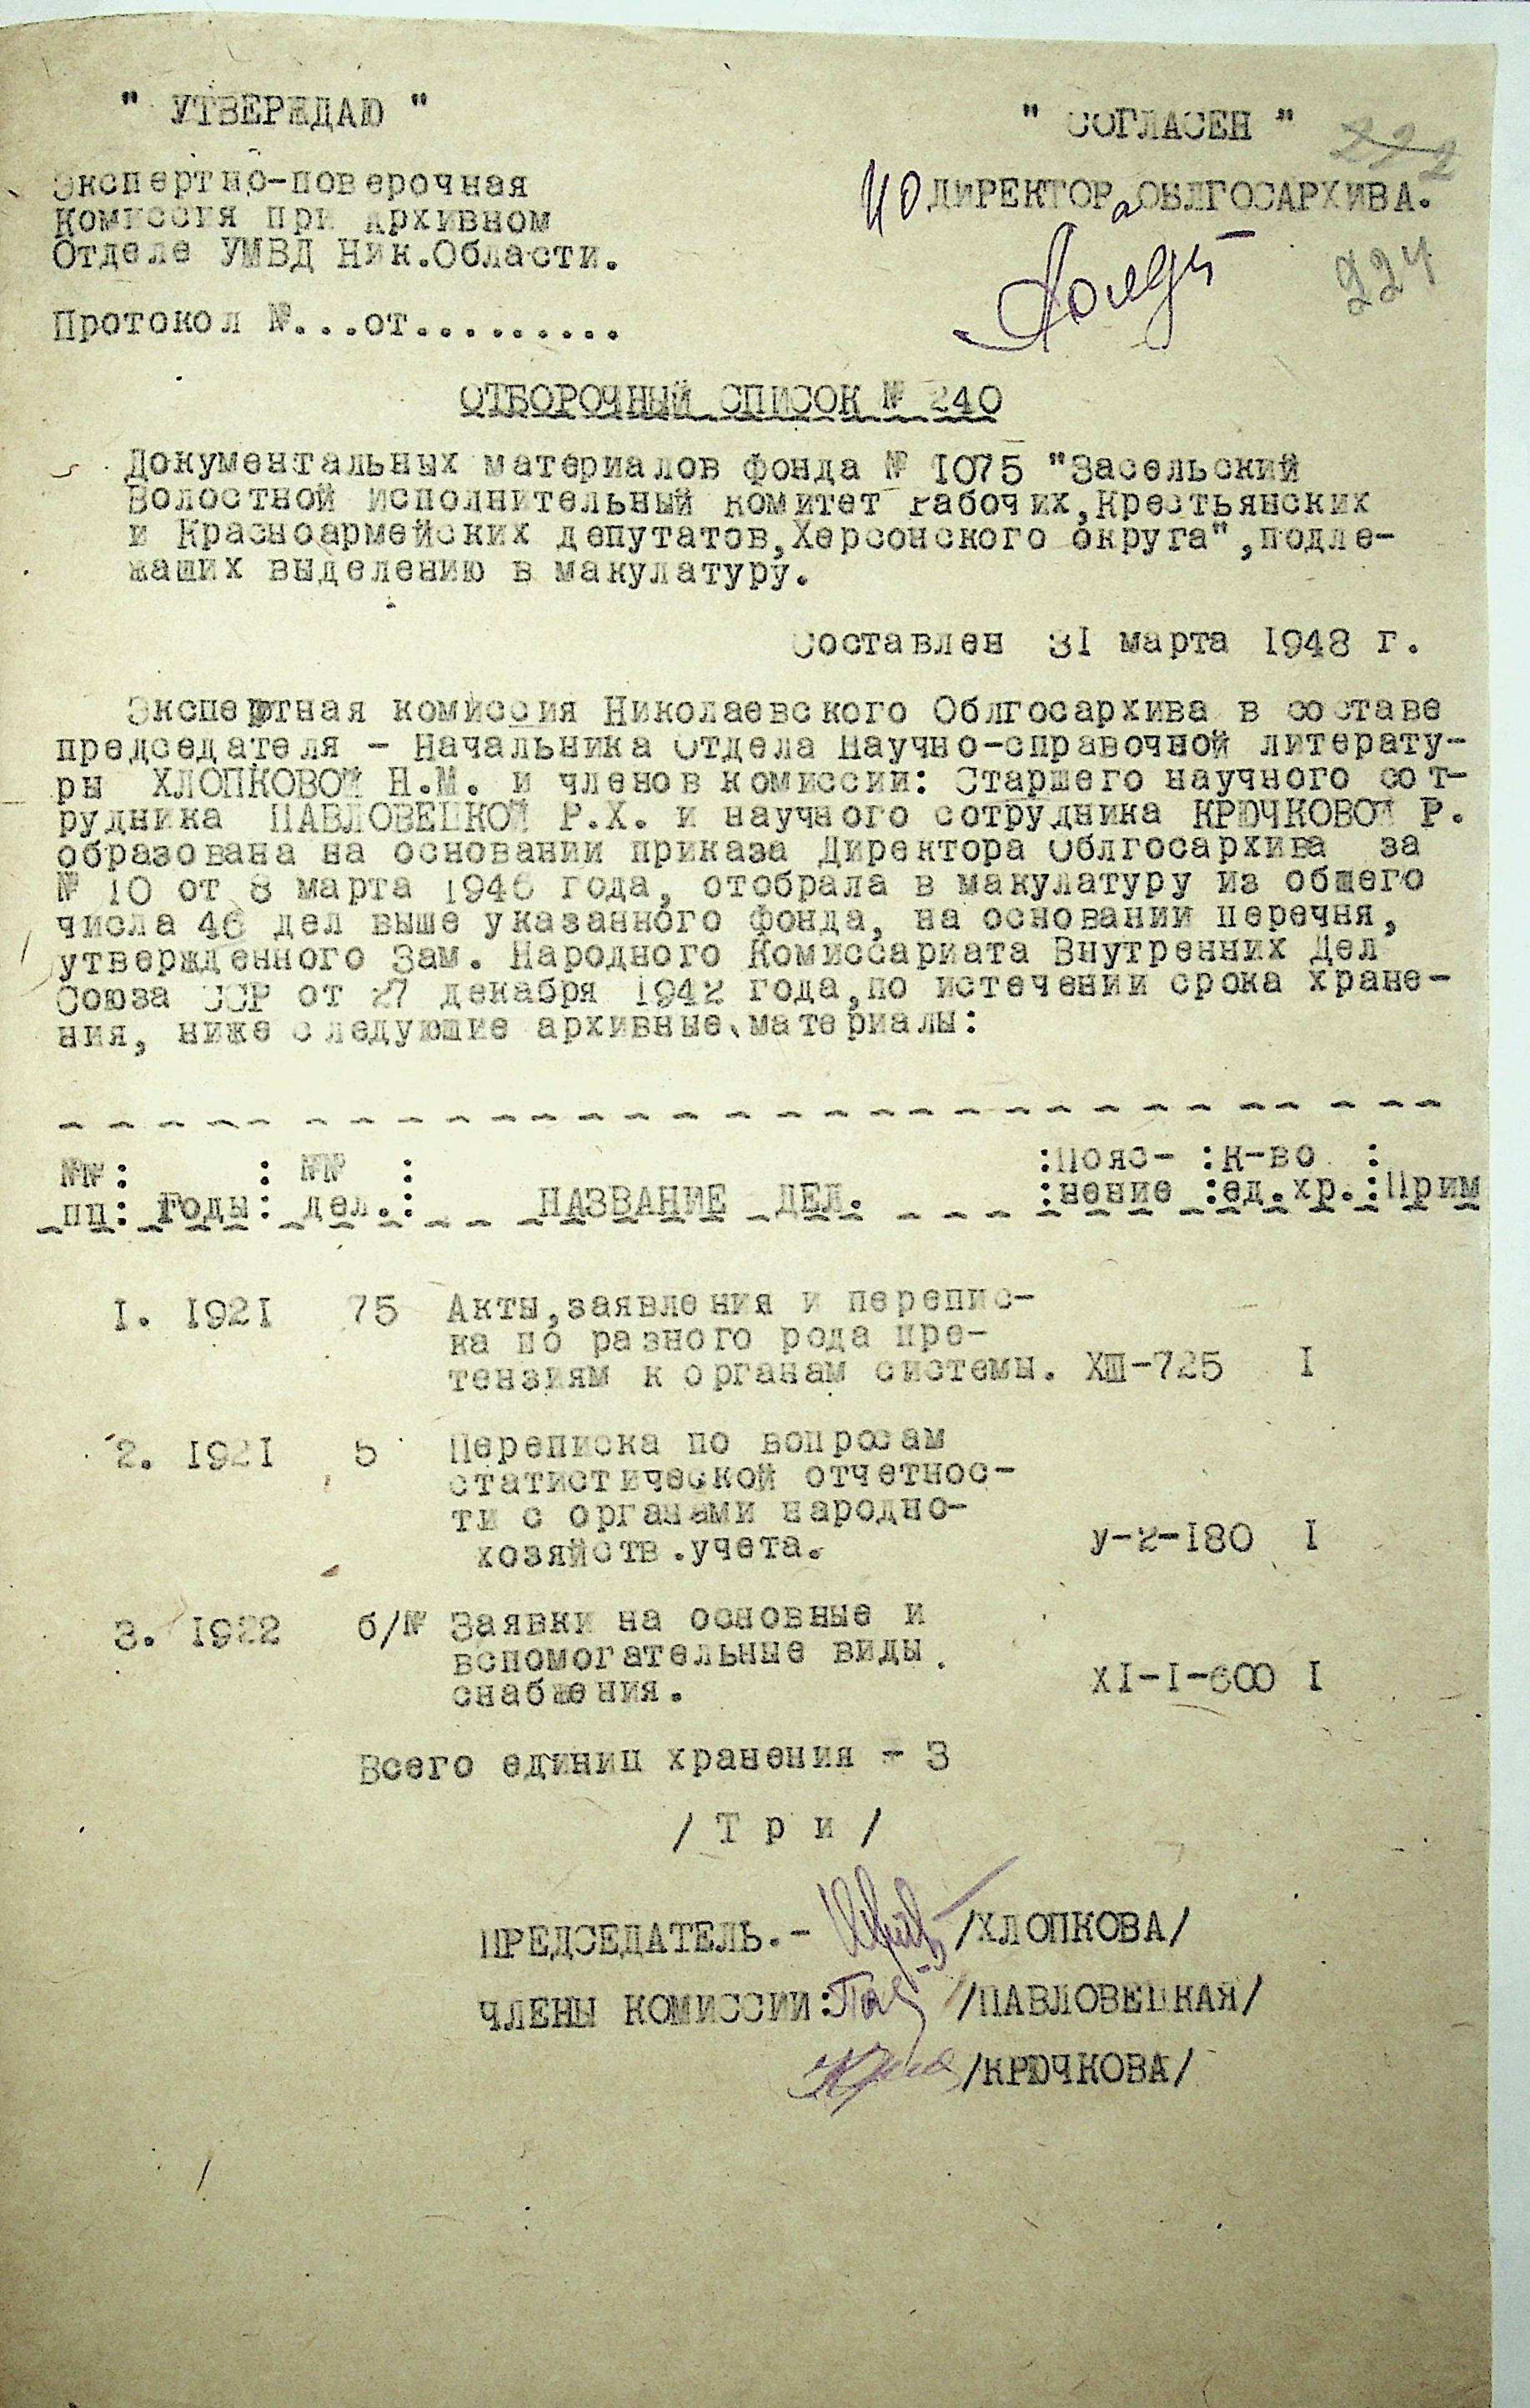 " УТВЕРЖДАЮ "
" СОГЛАСЕН "
222
Экспертно-поверочная
Комиссия при Архивном
Отделе УМВД Ник.Области.
ИО ДИРЕКТОРа ОБЛГОСАРХИВА.
224
Протокол №...от.........
ОТБОРОЧНЫЙ СПИСОК № 240
Документальных материалов фонда № 1075 "Засельский
Волостной исполнительный комитет Рабочих,Крестьянских
и Красноармейских депутатов,Херсонского округа",подле-
жаших выделению в макулатуру.
Составлен 31 марта 1948 г.
Экспертная комиссия Николаевского Облгосархива в составе
председателя - Начальника Отдела Научно-справочной литерату-
ры ХЛОПКОВОЙ Н.М. и членов комиссии: Старшего научного сот-
рудника ПАВЛОВЕЦКОЙ Р.Х. и научного сотрудника КРЮЧКОВОЙ Р.
образована на основании приказа Директора Облгосархива за
№ 10 от 8 марта 1946 года, отобрала в макулатуру из обшего
числа 46 дел выше указанного фонда, на основании перечня,
утвержденного Зам. Народного Комиссариата Внутренних Дел
Союза ССР от 27 декабря 1942 года,по истечении срока хране-
ния, ниже следуюшие архивные материалы:
№№ : : №№ : :Пояс- :К-во :
пп: Годы: дел.: НАЗВАНИЕ ДЕЛ. :нение :ед.хр.:Прим
1. 1921 75 Акты,заявления и перепис-
ка по разного рода пре-
тензиям к органам системы. ХШ-725 I
2. 1921 5 Переписка по вопросам
статистической отчетнос-
ти с органами народно-
хозяйств.учета. У-2-180 I
3. 1922 б/№ Заявки на основные и
вспомогательные виды
снабжения. XI-I-600 I
Всего единиц хранения - 3
/ Т р и /
ПРЕДСЕДАТЕЛЬ.- /ХЛОПКОВА/
ЧЛЕНЫ КОМИССИИ: /ПАВЛОВЕЦКАЯ/
/КРЮЧКОВА/